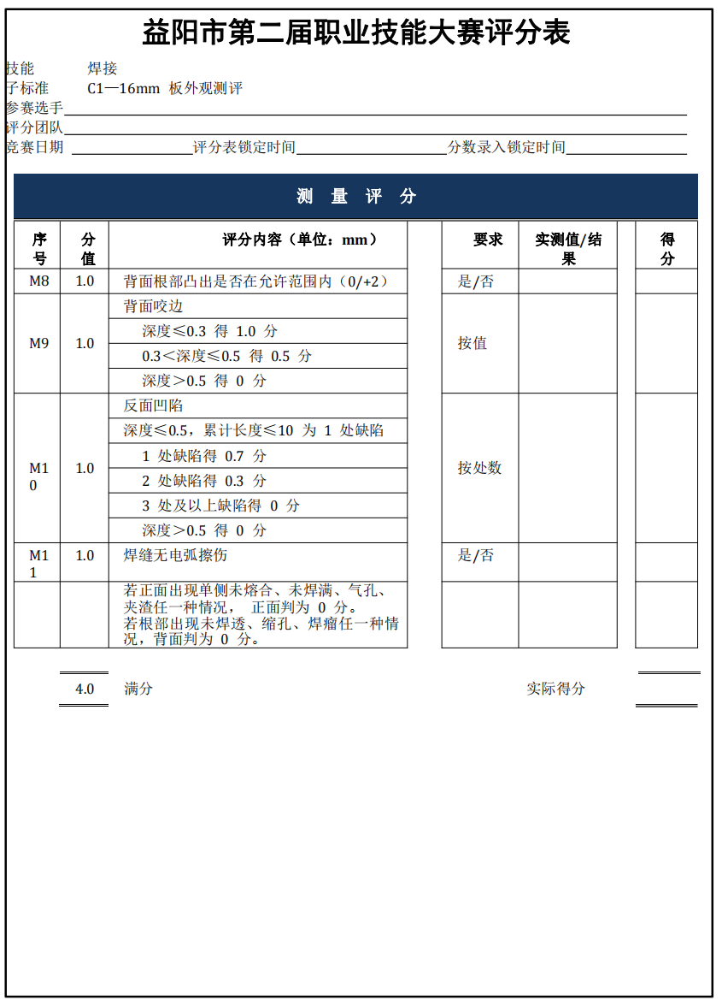 益阳市第二届职业技能大赛评分表
技能 焊接
子标准 C1—16mm 板外观测评
参赛选手
评分团队
竞赛日期 评分表锁定时间 分数录入锁定时间
测 量 评 分
序号 分值 评分内容（单位：mm） 要求 实测值/结果 得分
M8 1.0 背面根部凸出是否在允许范围内（0/+2） 是/否
背面咬边
深度≤0.3 得 1.0 分
M9 1.0 按值
0.3＜深度≤0.5 得 0.5 分
深度＞0.5 得 0 分
反面凹陷
深度≤0.5，累计长度≤10 为 1 处缺陷
1 处缺陷得 0.7 分
M10 1.0 按处数
2 处缺陷得 0.3 分
3 处及以上缺陷得 0 分
深度＞0.5 得 0 分
M11 1.0 焊缝无电弧擦伤 是/否
若正面出现单侧未熔合、未焊满、气孔、
夹渣任一种情况， 正面判为 0 分。
若根部出现未焊透、缩孔、焊瘤任一种情
况，背面判为 0 分。
4.0 满分 实际得分